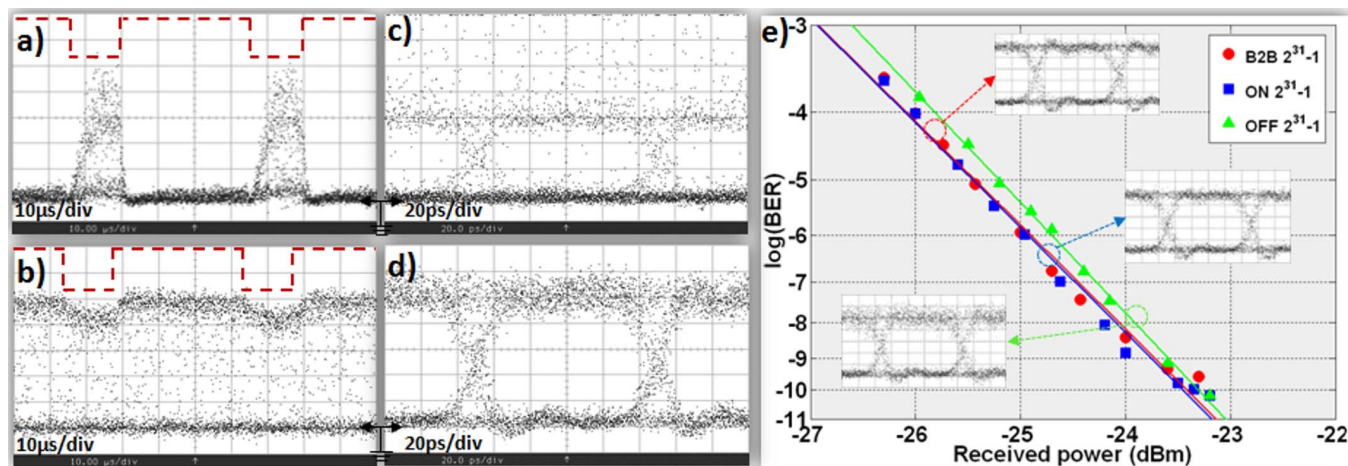 a)
10µs/div
10.00 µs/div
c)
20ps/div
20.0 ps/div
b)
10µs/div
10.00 µs/div
d)
20ps/div
20.0 ps/div
e)
log(BER)
-3
-4
-5
-6
-7
-8
-9
-10
-11
B2B 2³¹-1
ON 2³¹-1
OFF 2³¹-1
-27 -26 -25 -24 -23 -22
Received power (dBm)